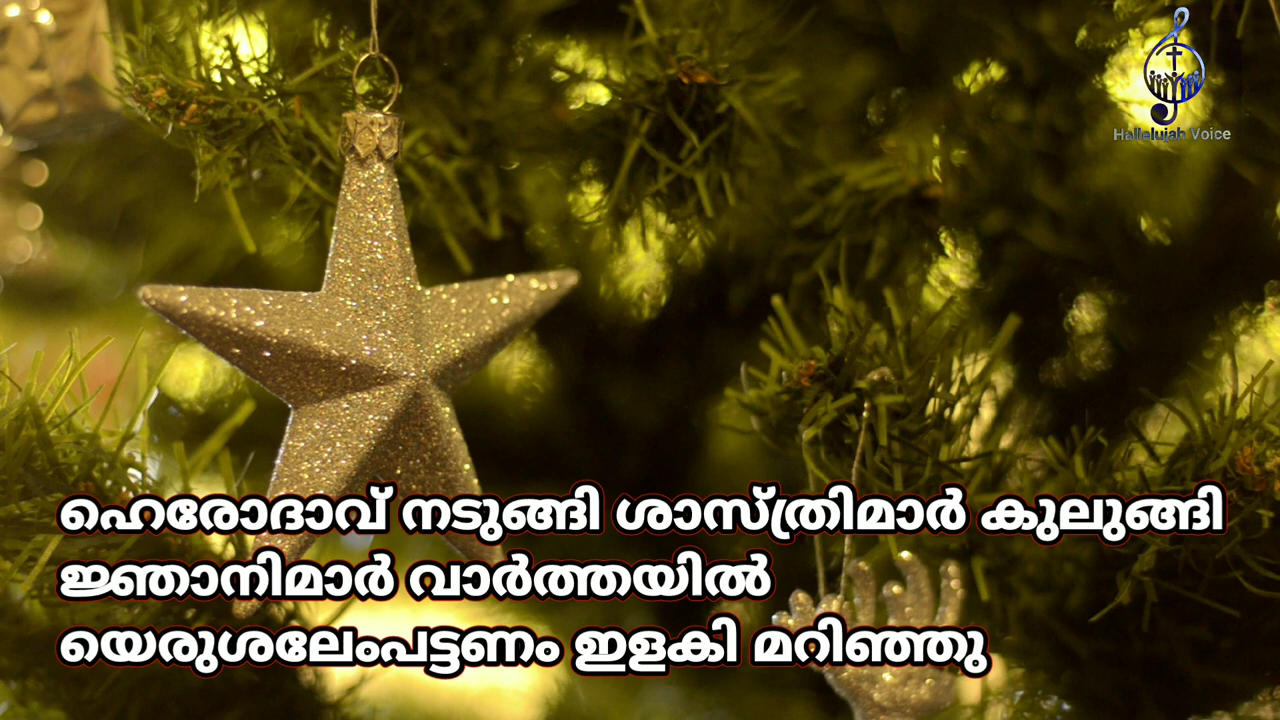 Hallelujah Voice
ഹെരോദാവ് നടുങ്ങി ശാസ്ത്രിമാർ കുലുങ്ങി
ജ്ഞാനിമാർ വാർത്തയിൽ
യെരുശലേംപട്ടണം ഇളകി മറിഞ്ഞു